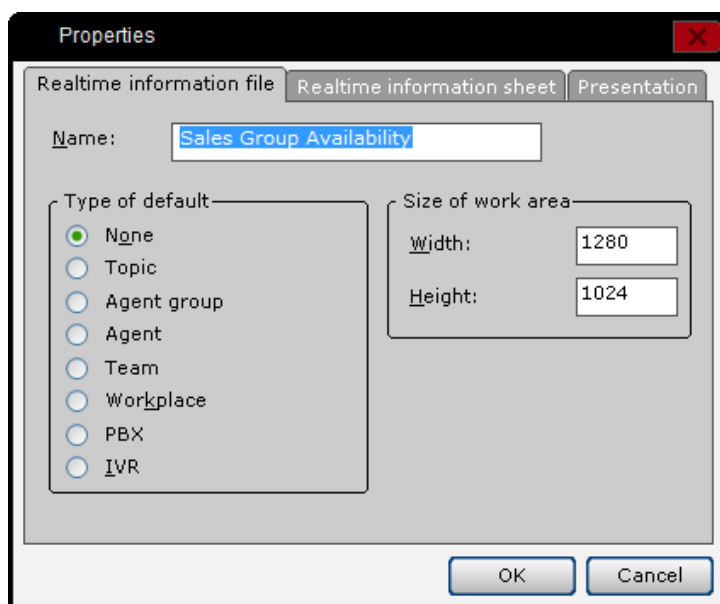 Properties
Realtime information file Realtime information sheet Presentation
Name: Sales Group Availability
Type of default
None
Topic
Agent group
Agent
Team
Workplace
PBX
IVR
Size of work area
Width: 1280
Height: 1024
OK Cancel